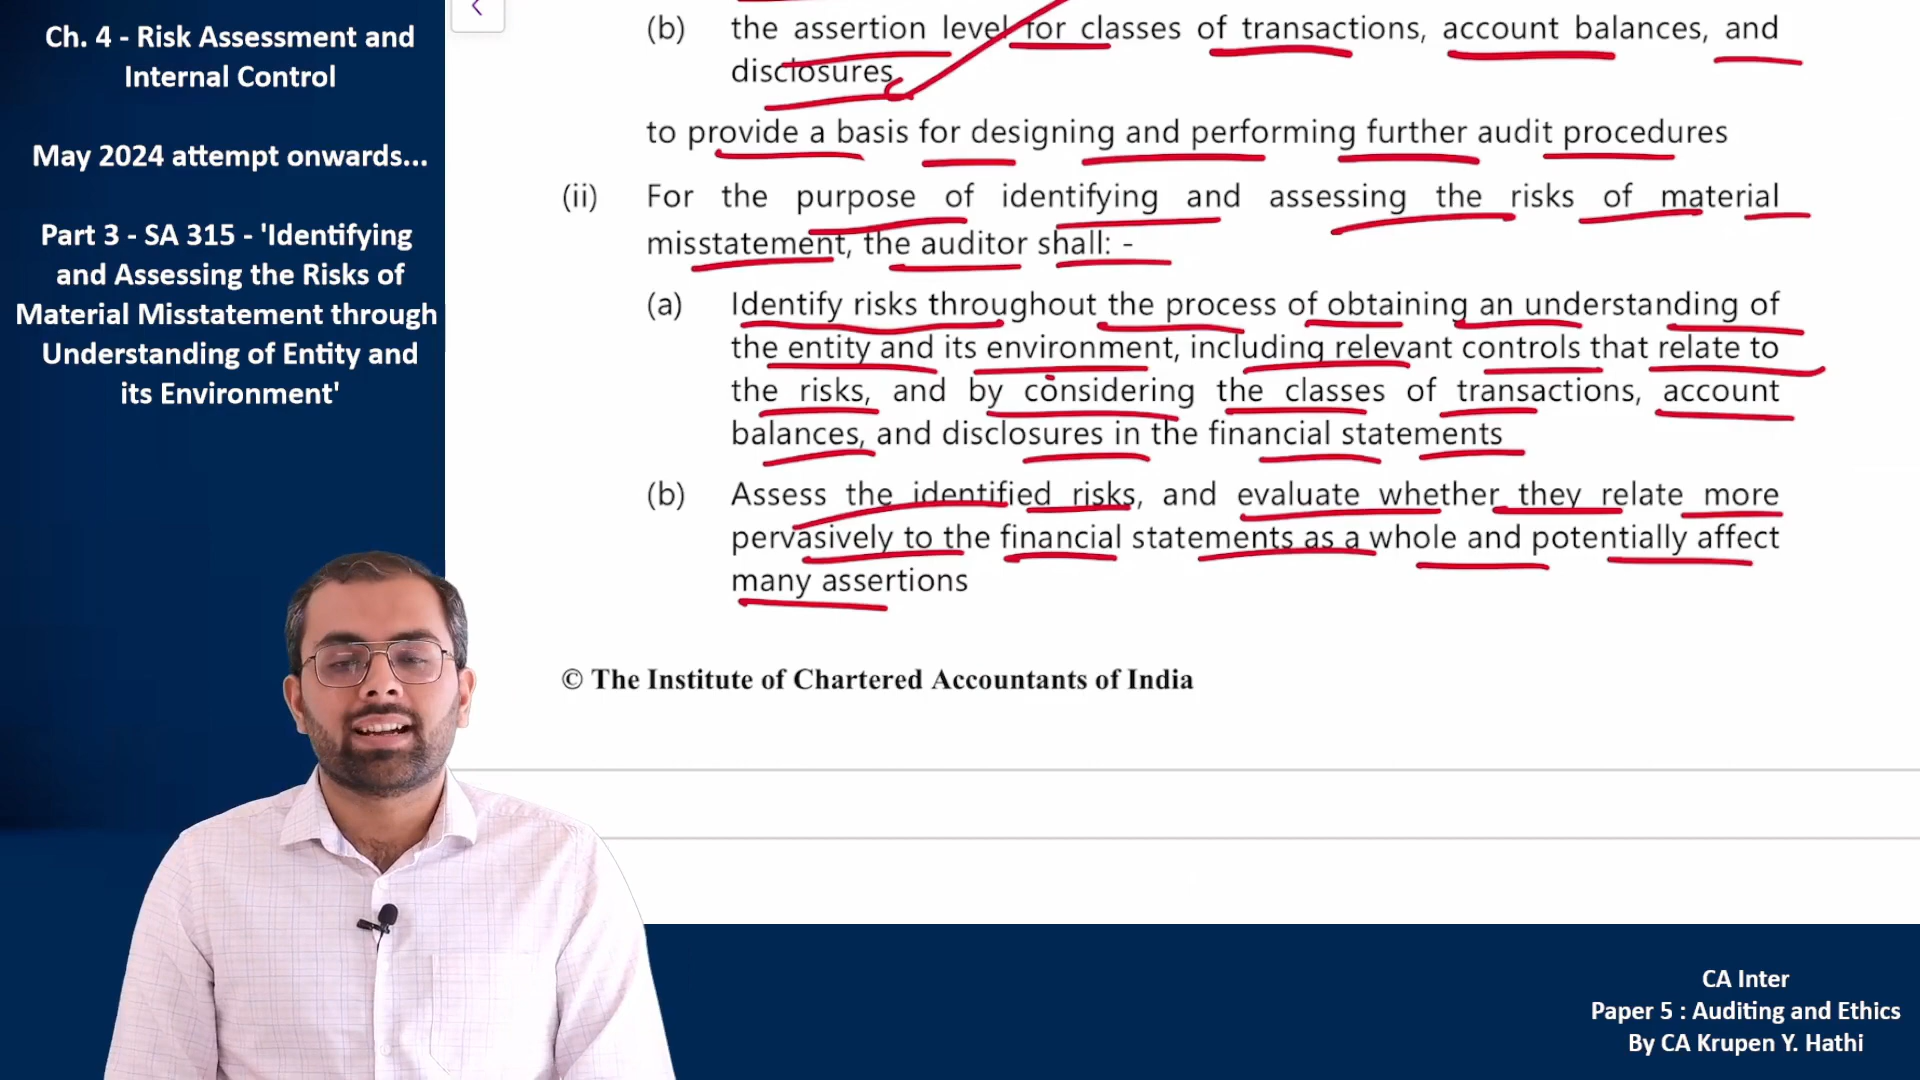 Ch. 4 - Risk Assessment and
Internal Control
May 2024 attempt onwards...
Part 3 - SA 315 - 'Identifying
and Assessing the Risks of
Material Misstatement through
Understanding of Entity and
its Environment'
(b) the assertion level for classes of transactions, account balances, and
disclosures
to provide a basis for designing and performing further audit procedures
(ii) For the purpose of identifying and assessing the risks of material
misstatement, the auditor shall: -
(a) Identify risks throughout the process of obtaining an understanding of
the entity and its environment, including relevant controls that relate to
the risks, and by considering the classes of transactions, account
balances, and disclosures in the financial statements
(b) Assess the identified risks, and evaluate whether they relate more
pervasively to the financial statements as a whole and potentially affect
many assertions
© The Institute of Chartered Accountants of India
CA Inter
Paper 5 : Auditing and Ethics
By CA Krupen Y. Hathi